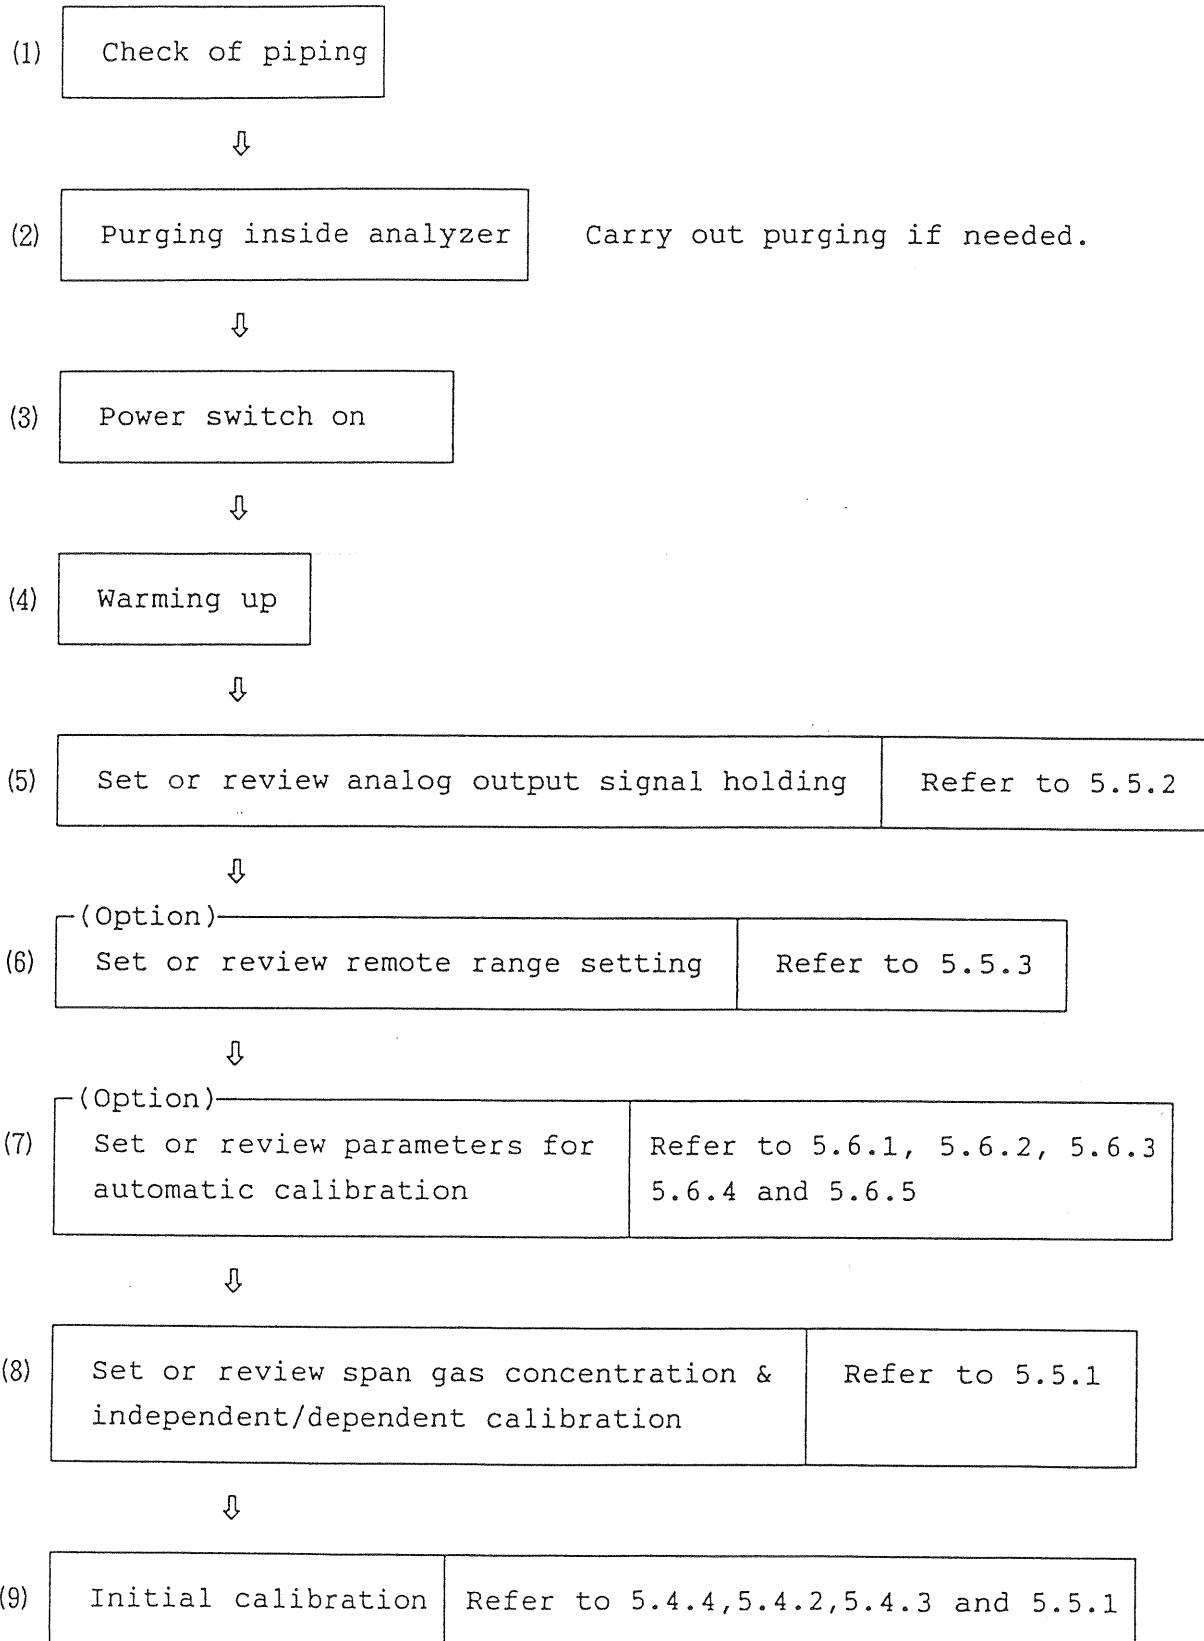 (1) Check of piping
⇩
(2) Purging inside analyzer Carry out purging if needed.
⇩
(3) Power switch on
⇩
(4) Warming up
⇩
(5) Set or review analog output signal holding Refer to 5.5.2
⇩
(Option)
(6) Set or review remote range setting Refer to 5.5.3
⇩
(Option)
(7) Set or review parameters for Refer to 5.6.1, 5.6.2, 5.6.3
automatic calibration 5.6.4 and 5.6.5
⇩
(8) Set or review span gas concentration & Refer to 5.5.1
independent/dependent calibration
⇩
(9) Initial calibration Refer to 5.4.4,5.4.2,5.4.3 and 5.5.1